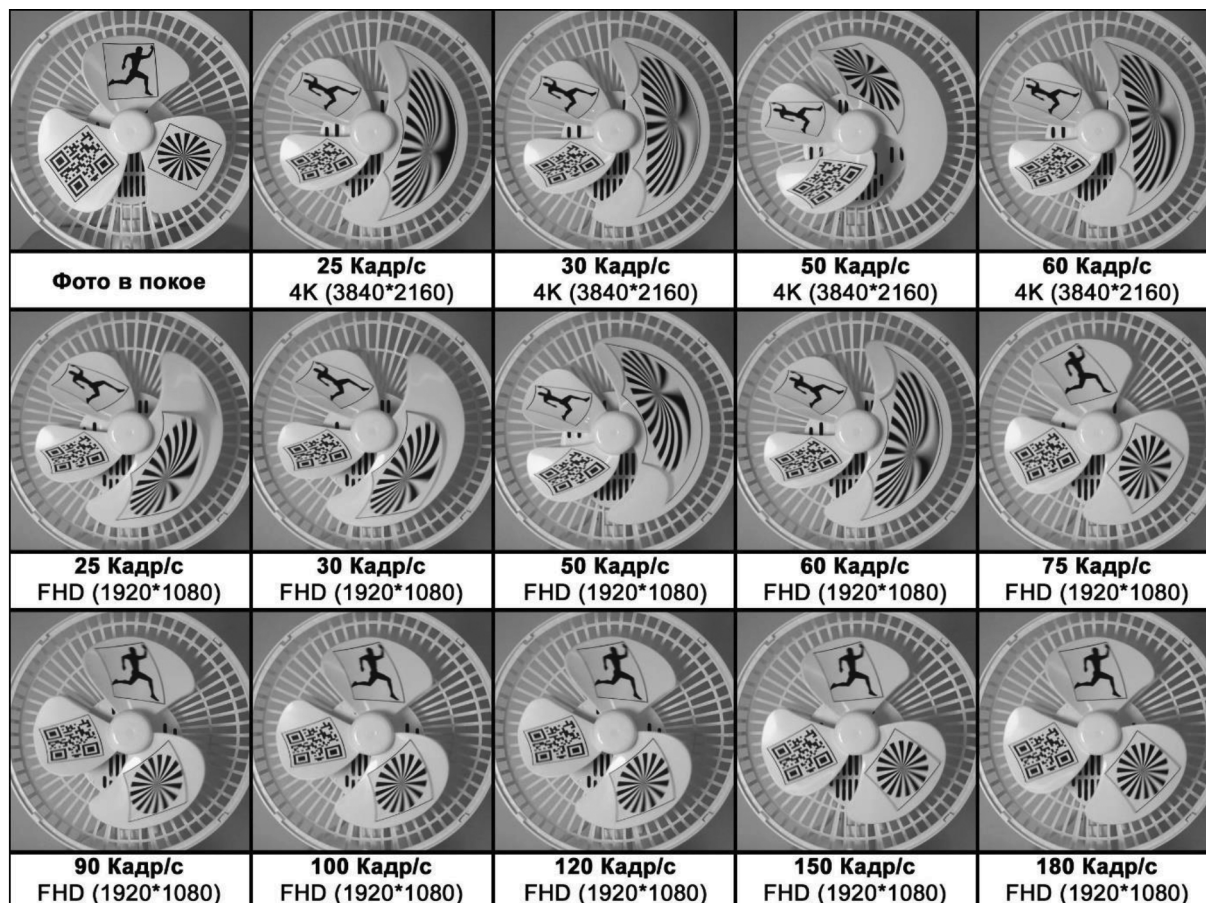 Фото в покое
25 Кадр/с
4K (3840*2160)
30 Кадр/с
4K (3840*2160)
50 Кадр/с
4K (3840*2160)
60 Кадр/с
4K (3840*2160)
25 Кадр/с
FHD (1920*1080)
30 Кадр/с
FHD (1920*1080)
50 Кадр/с
FHD (1920*1080)
60 Кадр/с
FHD (1920*1080)
75 Кадр/с
FHD (1920*1080)
90 Кадр/с
FHD (1920*1080)
100 Кадр/с
FHD (1920*1080)
120 Кадр/с
FHD (1920*1080)
150 Кадр/с
FHD (1920*1080)
180 Кадр/с
FHD (1920*1080)